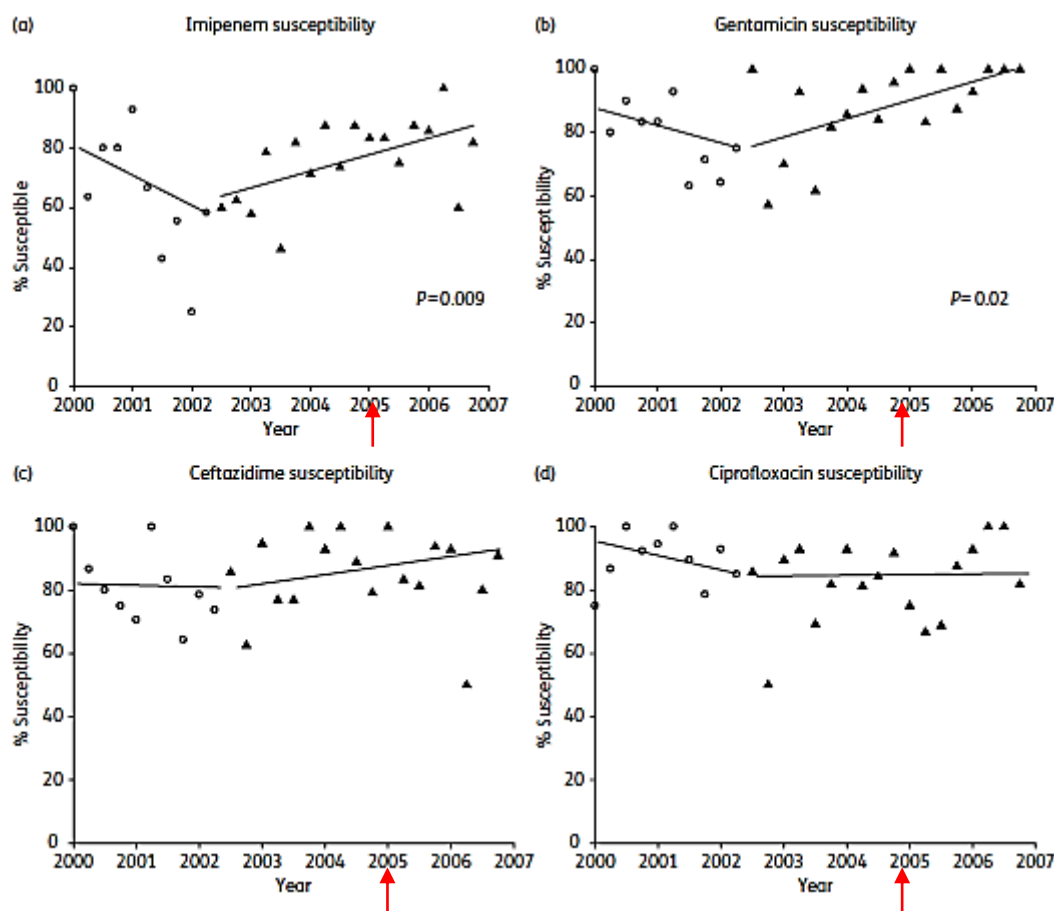 (a) Imipenem susceptibility
100
80
60
40
20
0
% Susceptible
P=0.009
2000 2001 2002 2003 2004 2005 2006 2007
Year
(b) Gentamicin susceptibility
100
80
60
40
20
0
% Susceptibility
P=0.02
2000 2001 2002 2003 2004 2005 2006 2007
Year
(c) Ceftazidime susceptibility
100
80
60
40
20
0
% Susceptibility
2000 2001 2002 2003 2004 2005 2006 2007
Year
(d) Ciprofloxacin susceptibility
100
80
60
40
20
0
% Susceptibility
2000 2001 2002 2003 2004 2005 2006 2007
Year